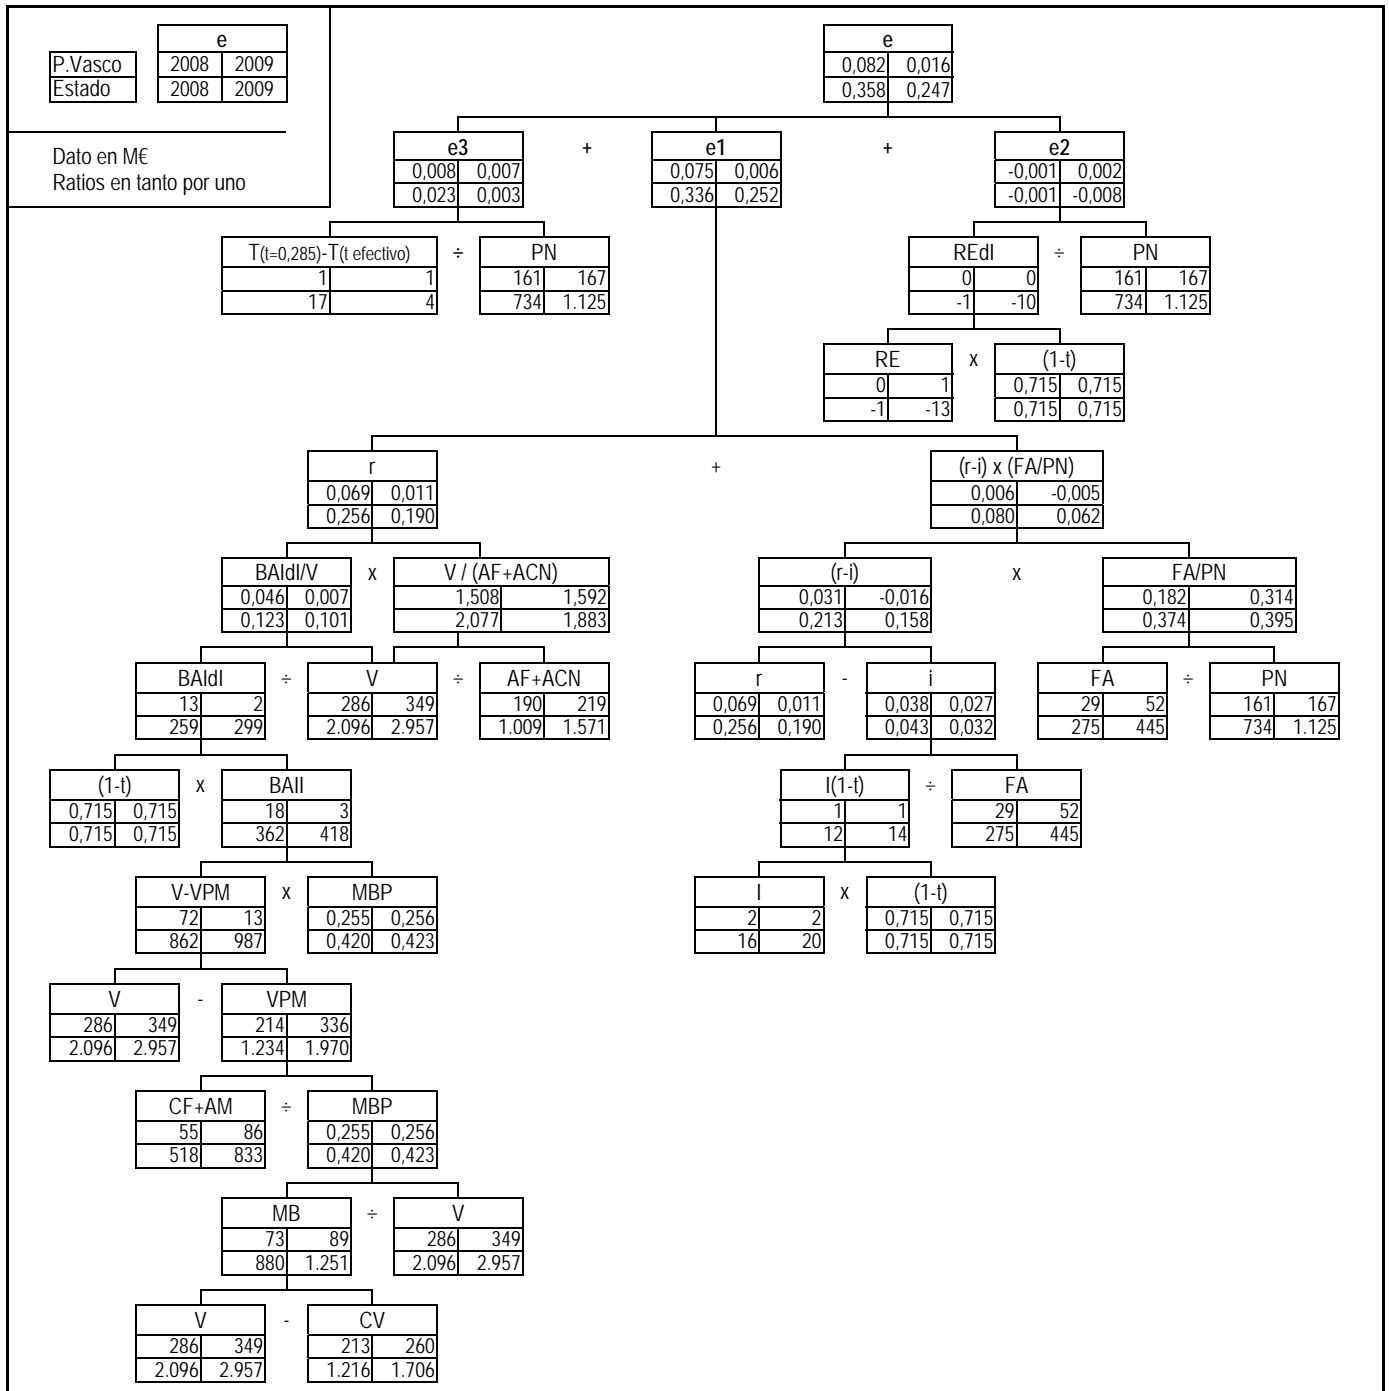 e
P.Vasco 2008 2009
Estado 2008 2009
Dato en M€
Ratios en tanto por uno
e
0,082 0,016
0,358 0,247
e3 + e1 + e2
0,008 0,007 0,075 0,006 -0,001 0,002
0,023 0,003 0,336 0,252 -0,001 -0,008
T(t=0,285)-T(t efectivo) ÷ PN REdI ÷ PN
1 1 161 167 0 0 161 167
17 4 734 1.125 -1 -10 734 1.125
RE x (1-t)
0 1 0,715 0,715
-1 -13 0,715 0,715
r + (r-i) x (FA/PN)
0,069 0,011 0,006 -0,005
0,256 0,190 0,080 0,062
BAIdI/V x V / (AF+ACN) (r-i) x FA/PN
0,046 0,007 1,508 1,592 0,031 -0,016 0,182 0,314
0,123 0,101 2,077 1,883 0,213 0,158 0,374 0,395
BAIdI ÷ V ÷ AF+ACN r - i FA ÷ PN
13 2 286 349 190 219 0,069 0,011 0,038 0,027 29 52 161 167
259 299 2.096 2.957 1.009 1.571 0,256 0,190 0,043 0,032 275 445 734 1.125
(1-t) x BAII I(1-t) ÷ FA
0,715 0,715 18 3 1 1 29 52
0,715 0,715 362 418 12 14 275 445
V-VPM x MBP I x (1-t)
72 13 0,255 0,256 2 2 0,715 0,715
862 987 0,420 0,423 16 20 0,715 0,715
V - VPM
286 349 214 336
2.096 2.957 1.234 1.970
CF+AM ÷ MBP
55 86 0,255 0,256
518 833 0,420 0,423
MB ÷ V
73 89 286 349
880 1.251 2.096 2.957
V - CV
286 349 213 260
2.096 2.957 1.216 1.706